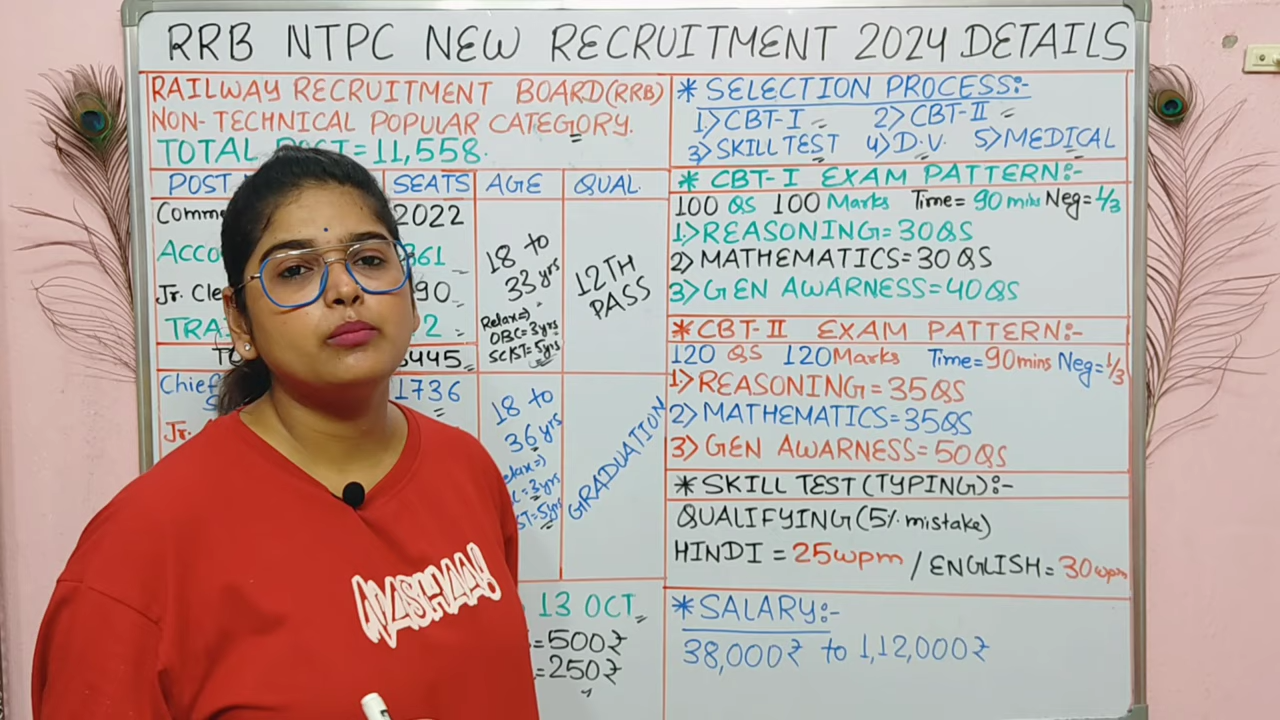 RRB NTPC NEW RECRUITMENT 2024 DETAILS
RAILWAY RECRUITMENT BOARD(RRB)
NON-TECHNICAL POPULAR CATEGORY.
TOTAL POST=11,558.
POST SEATS AGE QUAL.
Comme 2022
Acco 361
Jr. Cle 90
TRA 2
TO 3445
18 to
33 yrs
Relax⇒)
OBC=3yrs
SC/ST=5yrs
12TH
PASS
Chief 1736
S
Jr.
18 to
36 yrs
elax⇒)
C=3yrs
ST=5yrs
GRADUATION
13 OCT
=500₹
=250₹
* SELECTION PROCESS:-
1> CBT-I 2> CBT-II
3> SKILL TEST 4> D.V. 5> MEDICAL
* CBT-I EXAM PATTERN:-
100 QS 100 Marks Time= 90 mins Neg=1/3
1.> REASONING=30QS
2> MATHEMATICS=30QS
3> GEN AWARNESS=40QS
* CBT-II EXAM PATTERN:-
120 QS 120 Marks Time=90mins Neg=1/3
1> REASONING=35QS
2> MATHEMATICS=35QS
3> GEN AWARNESS=50QS
* SKILL TEST (TYPING):-
QUALIFYING (5% mistake)
HINDI = 25wpm / ENGLISH= 30wpm
* SALARY:-
38,000₹ to 1,12,000₹